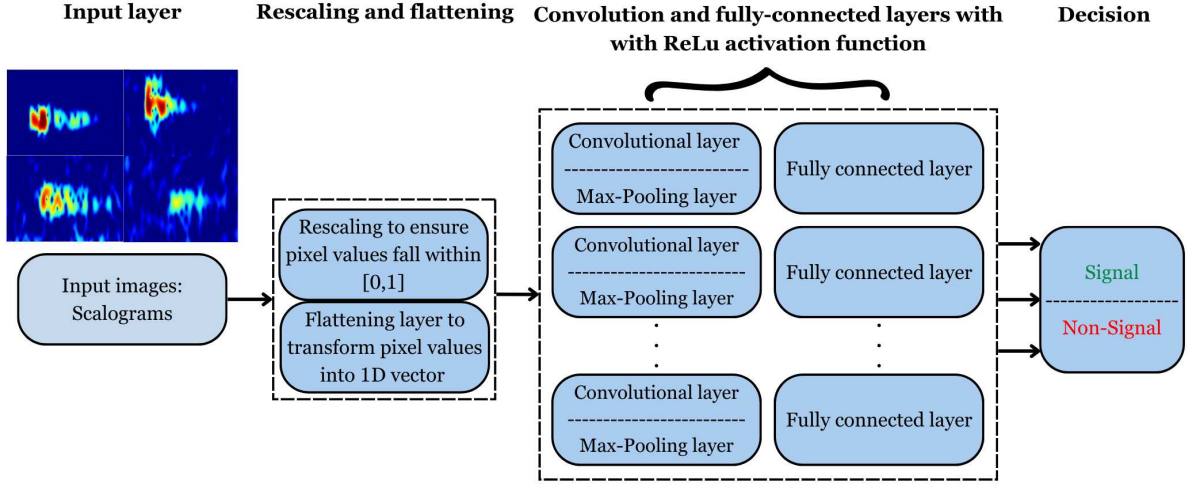 Input layer
Rescaling and flattening
Convolution and fully-connected layers with
with ReLu activation function
Decision
Input images:
Scalograms
Rescaling to ensure
pixel values fall within
[0,1]
Flattening layer to
transform pixel values
into 1D vector
Convolutional layer
Max-Pooling layer
Fully connected layer
Convolutional layer
Max-Pooling layer
Fully connected layer
Convolutional layer
Max-Pooling layer
Fully connected layer
Signal
Non-Signal